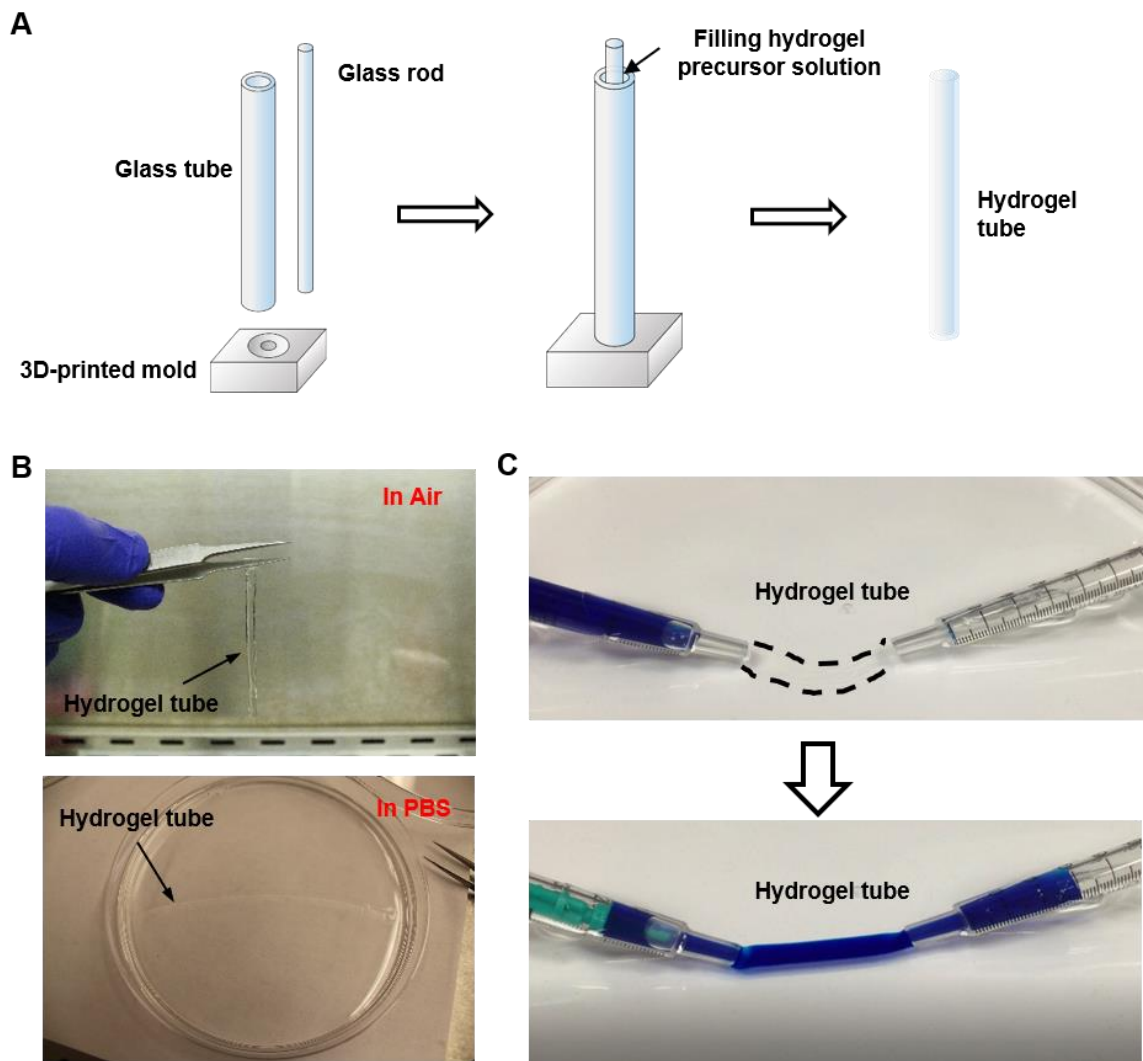 A
Glass rod
Glass tube
3D-printed mold
Filling hydrogel
precursor solution
Hydrogel
tube
B
In Air
Hydrogel tube
In PBS
Hydrogel tube
C
Hydrogel tube
Hydrogel tube